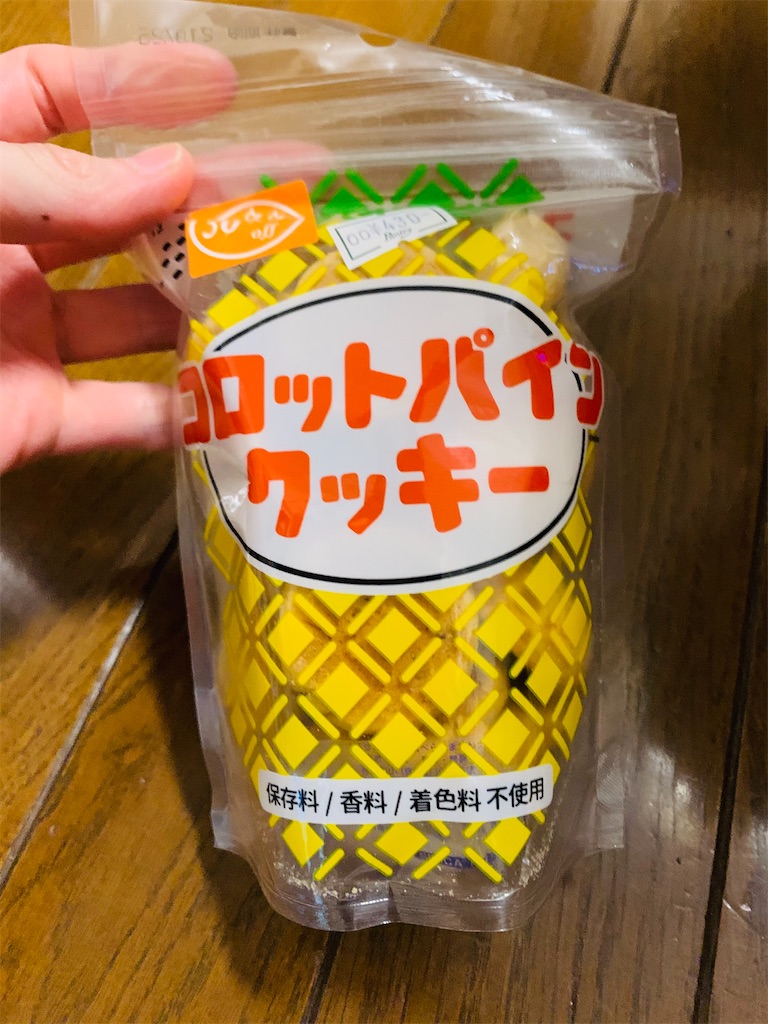 ¥430
コロットパイン
クッキー
保存料 / 香料 / 着色料 不使用